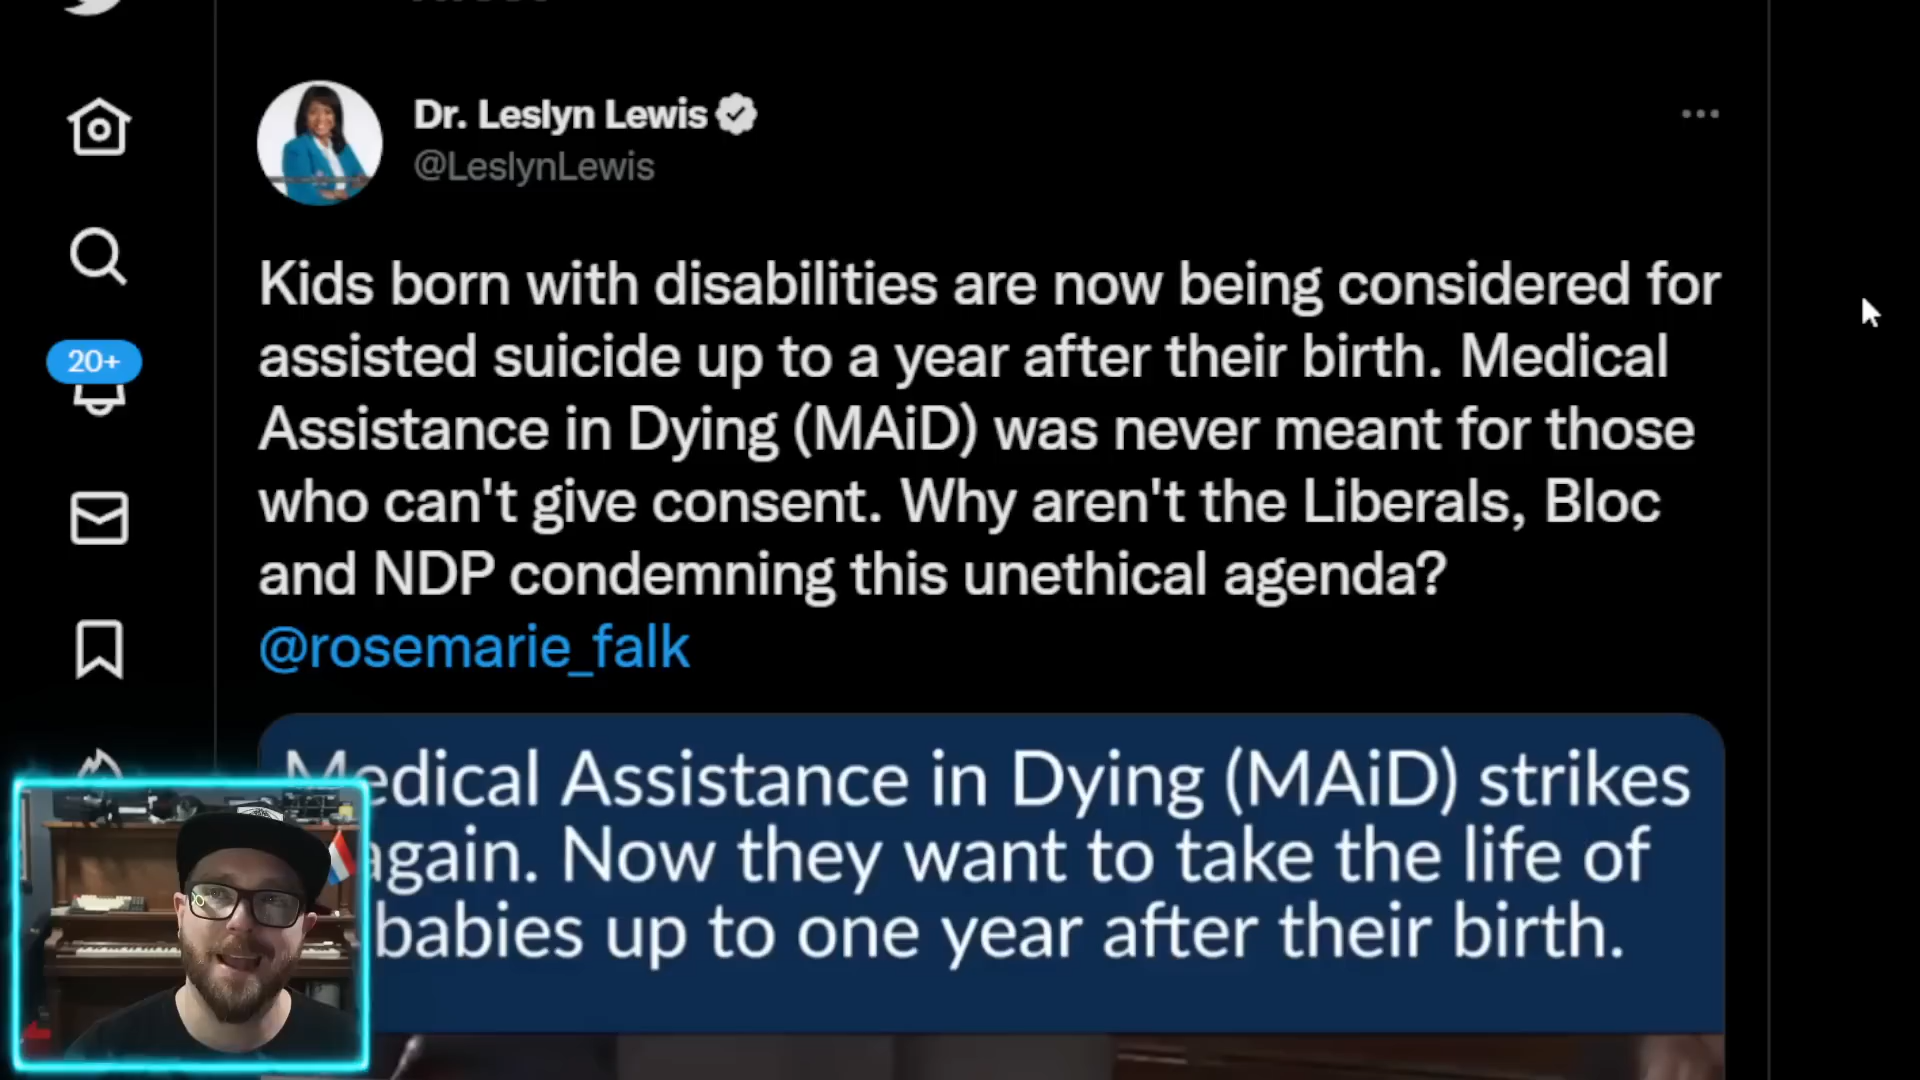 Dr. Leslyn Lewis
@LeslynLewis
Kids born with disabilities are now being considered for
assisted suicide up to a year after their birth. Medical
Assistance in Dying (MAiD) was never meant for those
who can't give consent. Why aren't the Liberals, Bloc
and NDP condemning this unethical agenda?
@rosemarie_falk
20+
Medical Assistance in Dying (MAiD) strikes
again. Now they want to take the life of
babies up to one year after their birth.